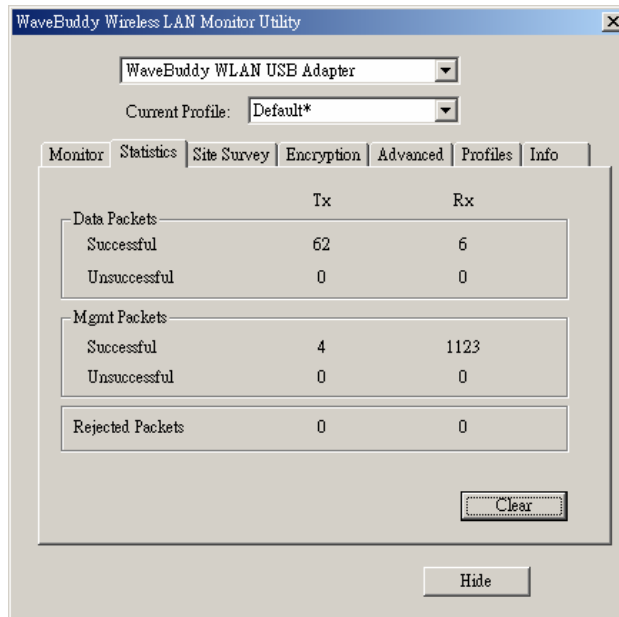 WaveBuddy Wireless LAN Monitor Utility
WaveBuddy WLAN USB Adapter
Current Profile: Default*
Monitor Statistics Site Survey Encryption Advanced Profiles Info
Tx Rx
Data Packets
Successful 62 6
Unsuccessful 0 0
Mgmt Packets
Successful 4 1123
Unsuccessful 0 0
Rejected Packets 0 0
Clear
Hide